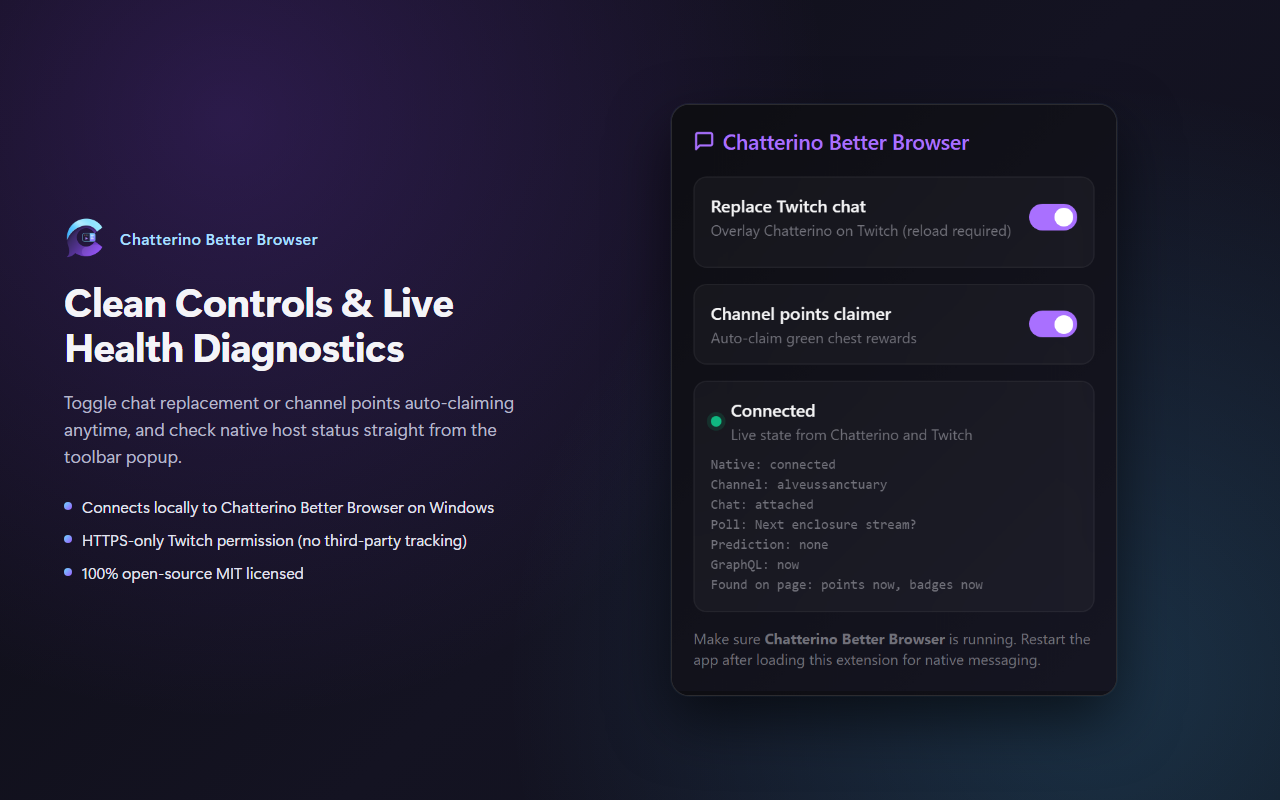 Chatterino Better Browser
Clean Controls & Live
Health Diagnostics
Toggle chat replacement or channel points auto-claiming
anytime, and check native host status straight from the
toolbar popup.
Connects locally to Chatterino Better Browser on Windows
HTTPS-only Twitch permission (no third-party tracking)
100% open-source MIT licensed
Chatterino Better Browser
Replace Twitch chat
Overlay Chatterino on Twitch (reload required)
Channel points claimer
Auto-claim green chest rewards
Connected
Live state from Chatterino and Twitch
Native: connected
Channel: alveussanctuary
Chat: attached
Poll: Next enclosure stream?
Prediction: none
GraphQL: now
Found on page: points now, badges now
Make sure Chatterino Better Browser is running. Restart the
app after loading this extension for native messaging.